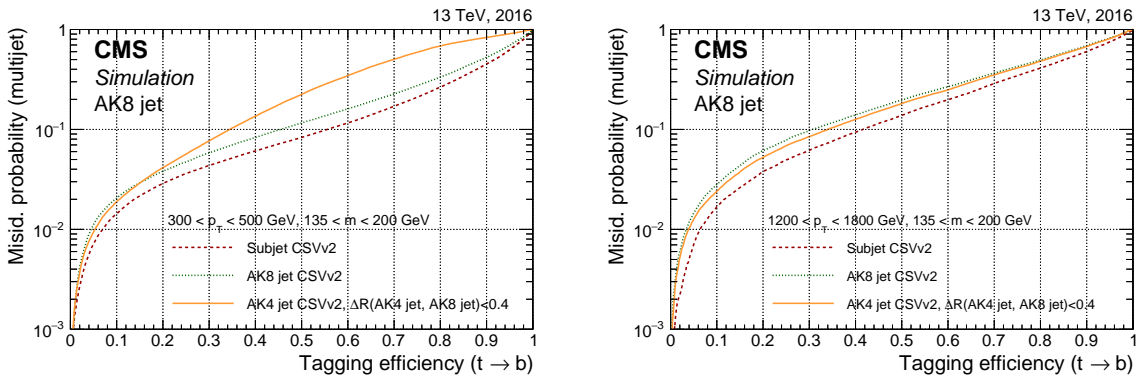 13 TeV, 2016
CMS
Simulation
AK8 jet
Misid. probability (multijet)
1
10⁻¹
10⁻²
10⁻³
300 < p_T < 500 GeV, 135 < m < 200 GeV
Subjet CSVv2
AK8 jet CSVv2
AK4 jet CSVv2, ΔR(AK4 jet, AK8 jet)<0.4
0 0.1 0.2 0.3 0.4 0.5 0.6 0.7 0.8 0.9 1
Tagging efficiency (t → b)
13 TeV, 2016
CMS
Simulation
AK8 jet
Misid. probability (multijet)
1
10⁻¹
10⁻²
10⁻³
1200 < p_T < 1800 GeV, 135 < m < 200 GeV
Subjet CSVv2
AK8 jet CSVv2
AK4 jet CSVv2, ΔR(AK4 jet, AK8 jet)<0.4
0 0.1 0.2 0.3 0.4 0.5 0.6 0.7 0.8 0.9 1
Tagging efficiency (t → b)